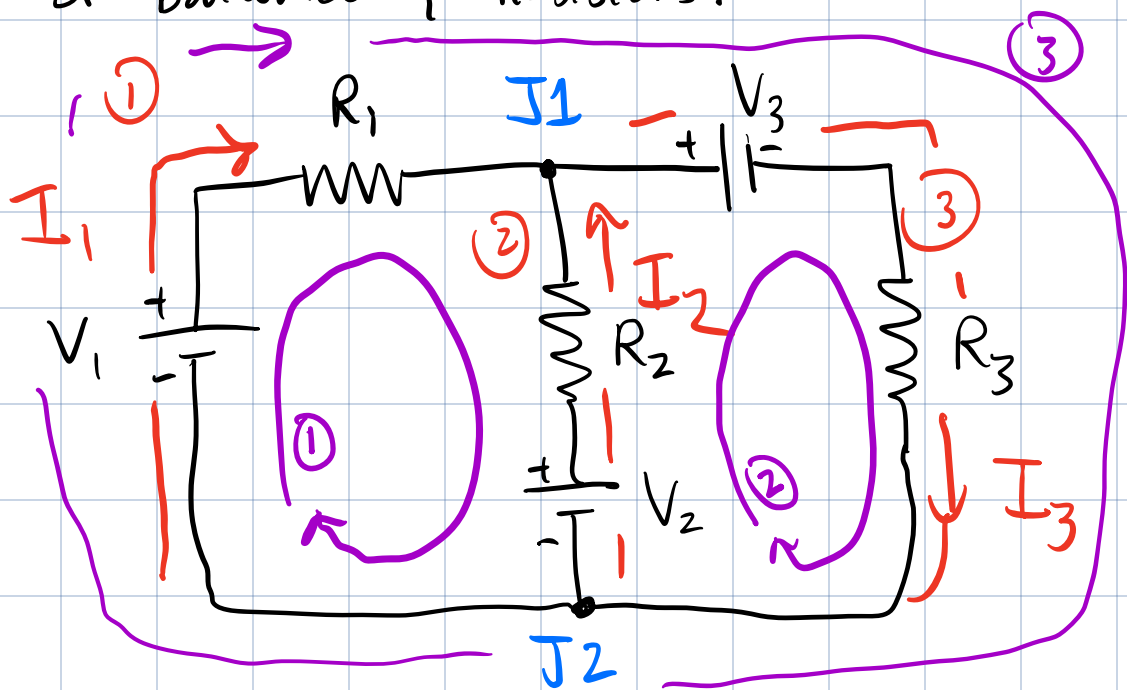 ①
③
R₁
J1
+ V₃ -
I₁
②
I₂
③
+
V₁
-
R₂
R₃
①
②
+
V₂
-
I₃
J2